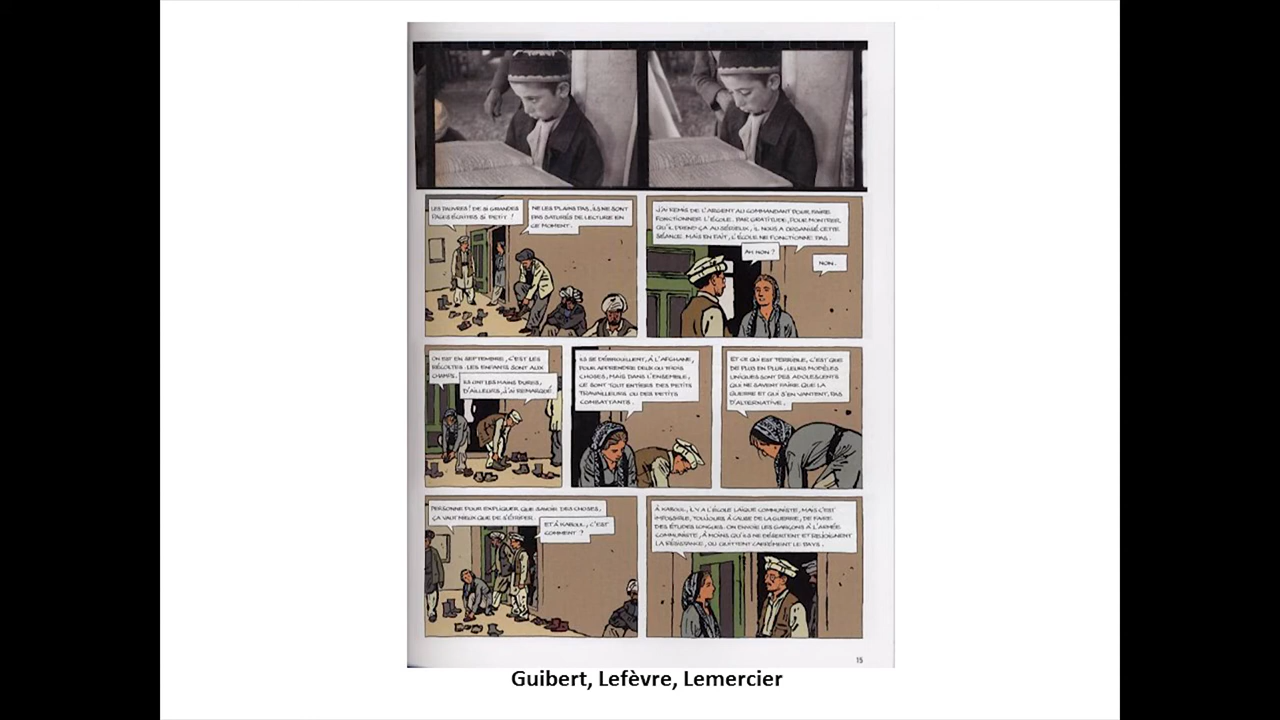 LES PAUVRES! DE SI GRANDES
PAGES ÉCRITES SI PETIT !
NE LES PLAINS PAS. ILS NE SONT
PAS SATURÉS DE LECTURE EN
CE MOMENT.
J'AI REMIS DE L'ARGENT AU COMMANDANT POUR FAIRE
FONCTIONNER L'ÉCOLE. PAR GRATITUDE, POUR MONTRER
QU'IL PREND ÇA AU SÉRIEUX, IL NOUS A ORGANISÉ CETTE
SÉANCE. MAIS EN FAIT, L'ÉCOLE NE FONCTIONNE PAS.
AH NON ?
NON.
ON EST EN SEPTEMBRE, C'EST LES
RÉCOLTES. LES ENFANTS SONT AUX
CHAMPS.
ILS ONT LES MAINS DURES,
D'AILLEURS, J'AI REMARQUÉ.
ILS SE DÉBROUILLENT, À L'AFGHANE,
POUR APPRENDRE DEUX OU TROIS
CHOSES, MAIS DANS L'ENSEMBLE,
CE SONT TOUT ENTIERS DES PETITS
TRAVAILLEURS OU DES PETITS
COMBATTANTS.
ET CE QUI EST TERRIBLE, C'EST QUE
DE PLUS EN PLUS, LEURS MODÈLES
UNIQUES SONT DES ADOLESCENTS
QUI NE SAVENT FAIRE QUE LA
GUERRE ET QUI S'EN VANTENT, PAS
D'ALTERNATIVE.
PERSONNE POUR EXPLIQUER QUE SAVOIR DES CHOSES,
ÇA VAUT MIEUX QUE DE S'ÉTRIPER.
ET À KABOUL, C'EST
COMMENT ?
À KABOUL, IL Y A L'ÉCOLE LAÏQUE COMMUNISTE, MAIS C'EST
IMPOSSIBLE, TOUJOURS À CAUSE DE LA GUERRE, DE FAIRE
DES ÉTUDES LONGUES. ON ENVOIE LES GARÇONS À L'ARMÉE
COMMUNISTE, À MOINS QU'ILS NE DÉSERTENT ET REJOIGNENT
LA RÉSISTANCE, OU QUITTENT CARRÉMENT LE PAYS.
15
Guibert, Lefèvre, Lemercier